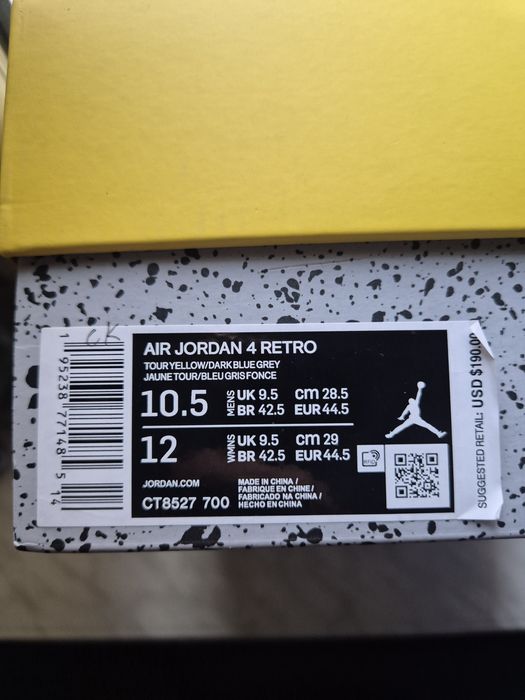 CK
1 95238 77148 5 14
AIR JORDAN 4 RETRO
TOUR YELLOW/DARK BLUE GREY
JAUNE TOUR/BLEU GRIS FONCE
10.5 MENS UK 9.5 CM 28.5
BR 42.5 EUR 44.5
12 WMNS UK 9.5 CM 29
BR 42.5 EUR 44.5
JORDAN.COM
CT8527 700
MADE IN CHINA /
FABRIQUE EN CHINE /
FABRICADO NA CHINA /
HECHO EN CHINA
SUGGESTED RETAIL: USD $190.00